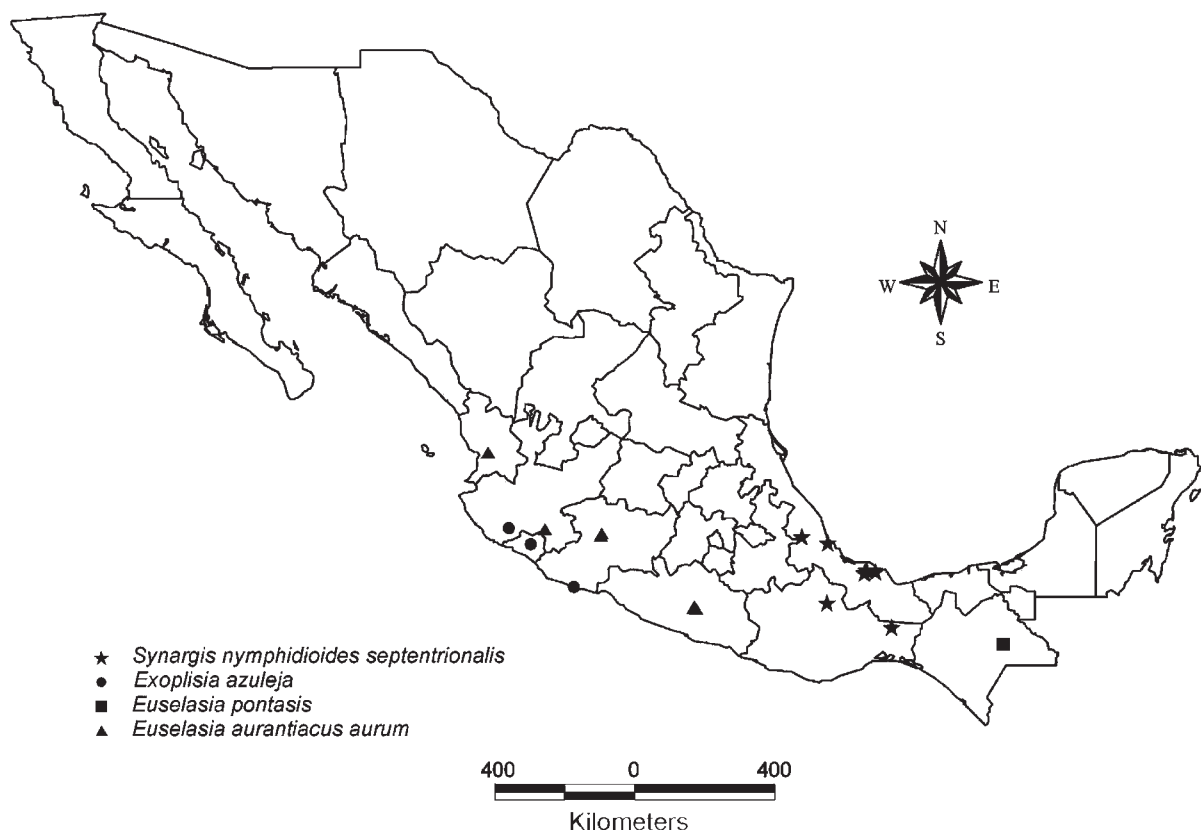 N
W E
S
Synargis nymphidioides septentrionalis
Exoplisia azuleja
Euselasia pontasis
Euselasia aurantiacus aurum
400 0 400
Kilometers